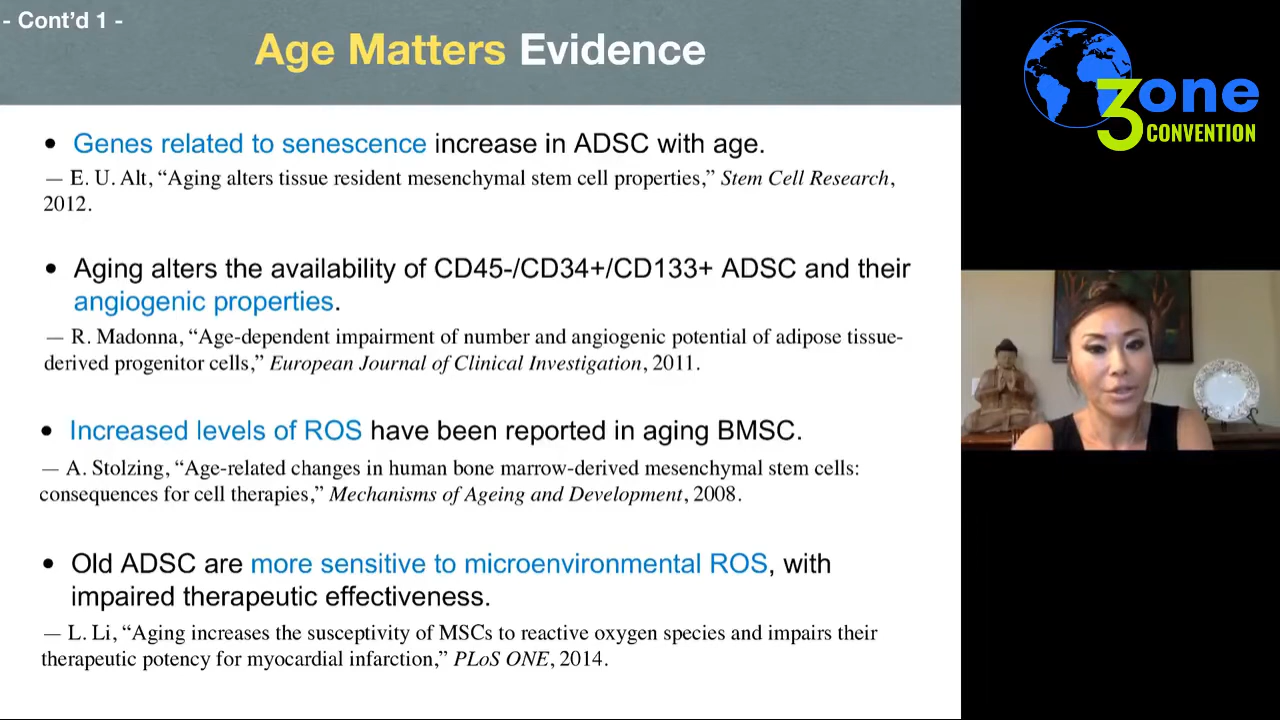 - Cont’d 1 -
Age Matters Evidence
• Genes related to senescence increase in ADSC with age.
— E. U. Alt, “Aging alters tissue resident mesenchymal stem cell properties,” Stem Cell Research,
2012.
• Aging alters the availability of CD45-/CD34+/CD133+ ADSC and their
angiogenic properties.
— R. Madonna, “Age-dependent impairment of number and angiogenic potential of adipose tissue-
derived progenitor cells,” European Journal of Clinical Investigation, 2011.
• Increased levels of ROS have been reported in aging BMSC.
— A. Stolzing, “Age-related changes in human bone marrow-derived mesenchymal stem cells:
consequences for cell therapies,” Mechanisms of Ageing and Development, 2008.
• Old ADSC are more sensitive to microenvironmental ROS, with
impaired therapeutic effectiveness.
— L. Li, “Aging increases the susceptivity of MSCs to reactive oxygen species and impairs their
therapeutic potency for myocardial infarction,” PLoS ONE, 2014.
3one
CONVENTION